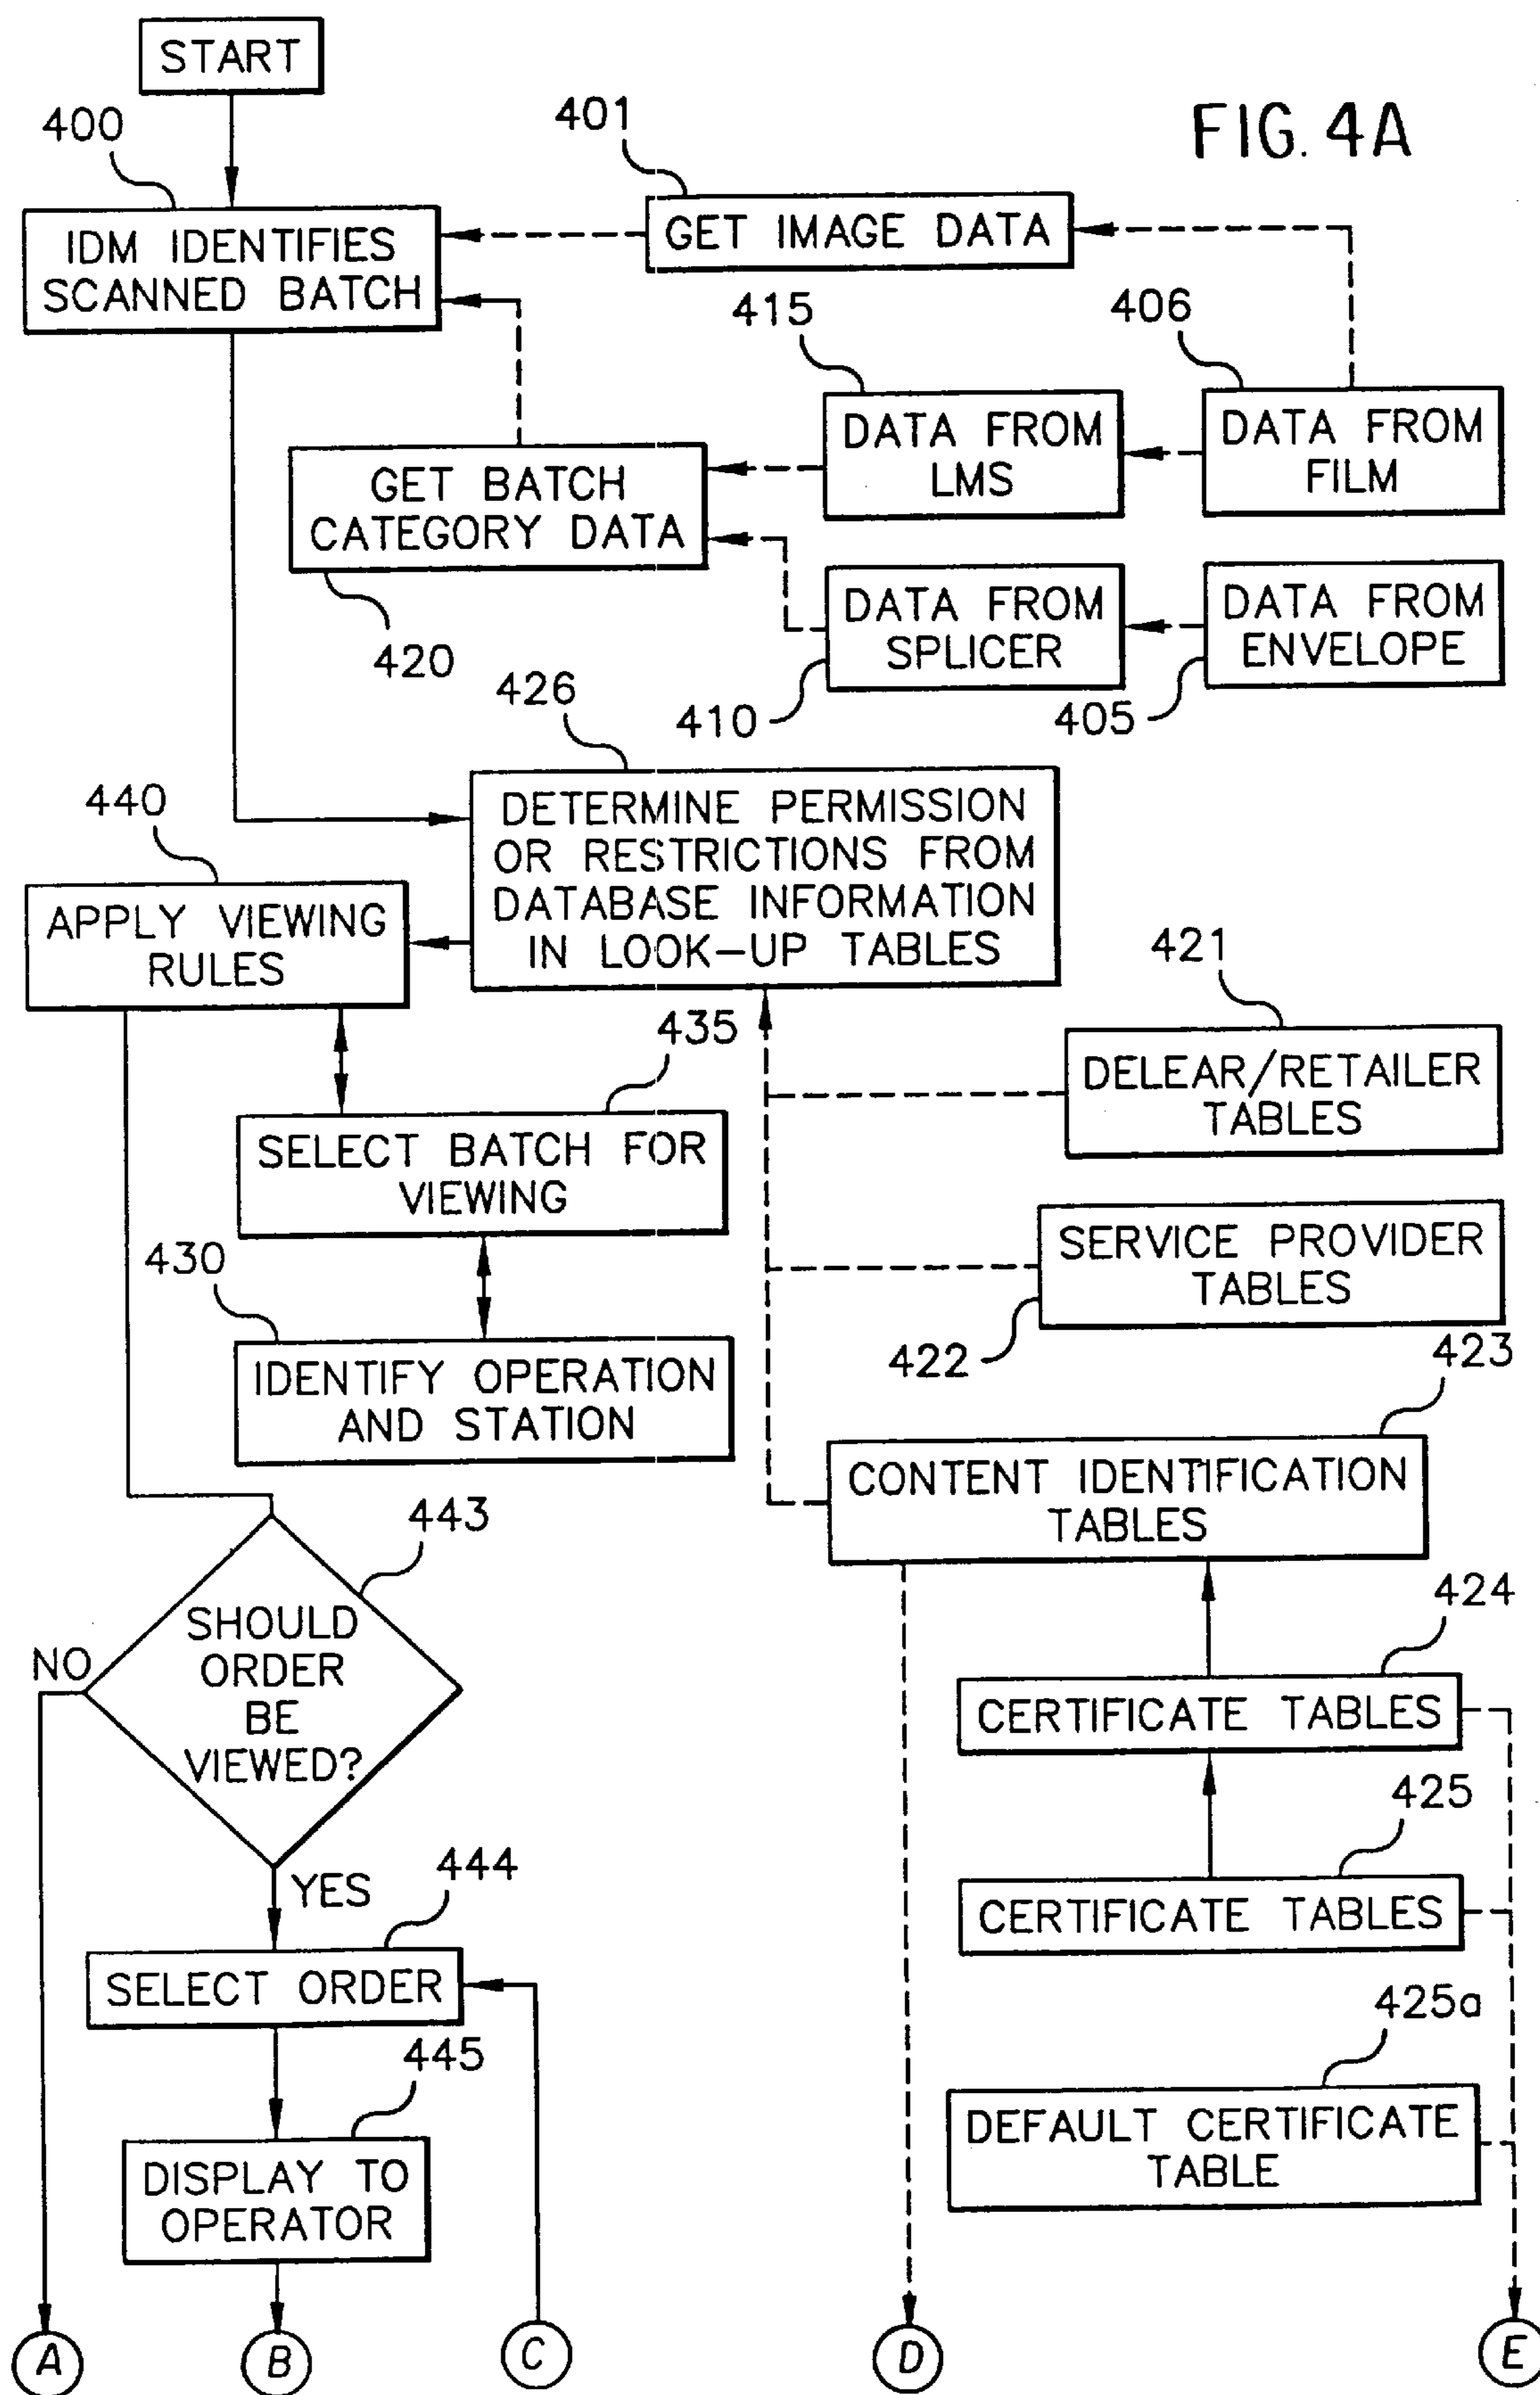 START
FIG. 4A
400
401
IDM IDENTIFIES
SCANNED BATCH
GET IMAGE DATA
415
406
DATA FROM
LMS
DATA FROM
FILM
GET BATCH
CATEGORY DATA
420
DATA FROM
SPLICER
410
DATA FROM
ENVELOPE
405
426
DETERMINE PERMISSION
OR RESTRICTIONS FROM
DATABASE INFORMATION
IN LOOK-UP TABLES
440
APPLY VIEWING
RULES
421
DELEAR/RETAILER
TABLES
435
SELECT BATCH FOR
VIEWING
SERVICE PROVIDER
TABLES
422
430
IDENTIFY OPERATION
AND STATION
423
CONTENT IDENTIFICATION
TABLES
443
SHOULD
ORDER
BE
VIEWED?
NO
YES
424
CERTIFICATE TABLES
425
CERTIFICATE TABLES
444
SELECT ORDER
425a
DEFAULT CERTIFICATE
TABLE
445
DISPLAY TO
OPERATOR
A
B
C
D
E